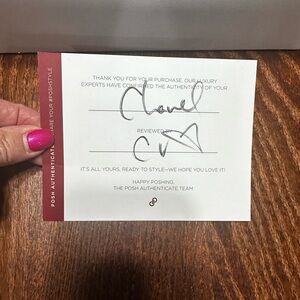 THANK YOU FOR YOUR PURCHASE. OUR LUXURY
EXPERTS HAVE CONFIRMED THE AUTHENTICITY OF YOUR
Chanel
REVIEWED BY
IT'S ALL YOURS, READY TO STYLE—WE HOPE YOU LOVE IT!
HAPPY POSHING,
THE POSH AUTHENTICATE TEAM
POSH AUTHENTICATE
SHARE YOUR #POSHSTYLE